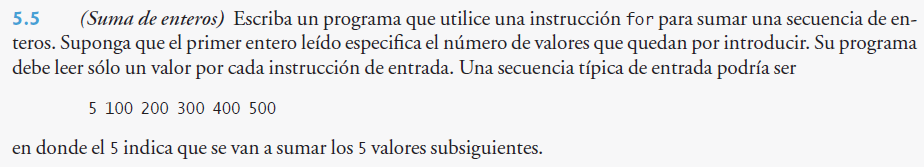 5.5 (Suma de enteros) Escriba un programa que utilice una instrucción for para sumar una secuencia de en-
teros. Suponga que el primer entero leído especifica el número de valores que quedan por introducir. Su programa
debe leer sólo un valor por cada instrucción de entrada. Una secuencia típica de entrada podría ser
5 100 200 300 400 500
en donde el 5 indica que se van a sumar los 5 valores subsiguientes.